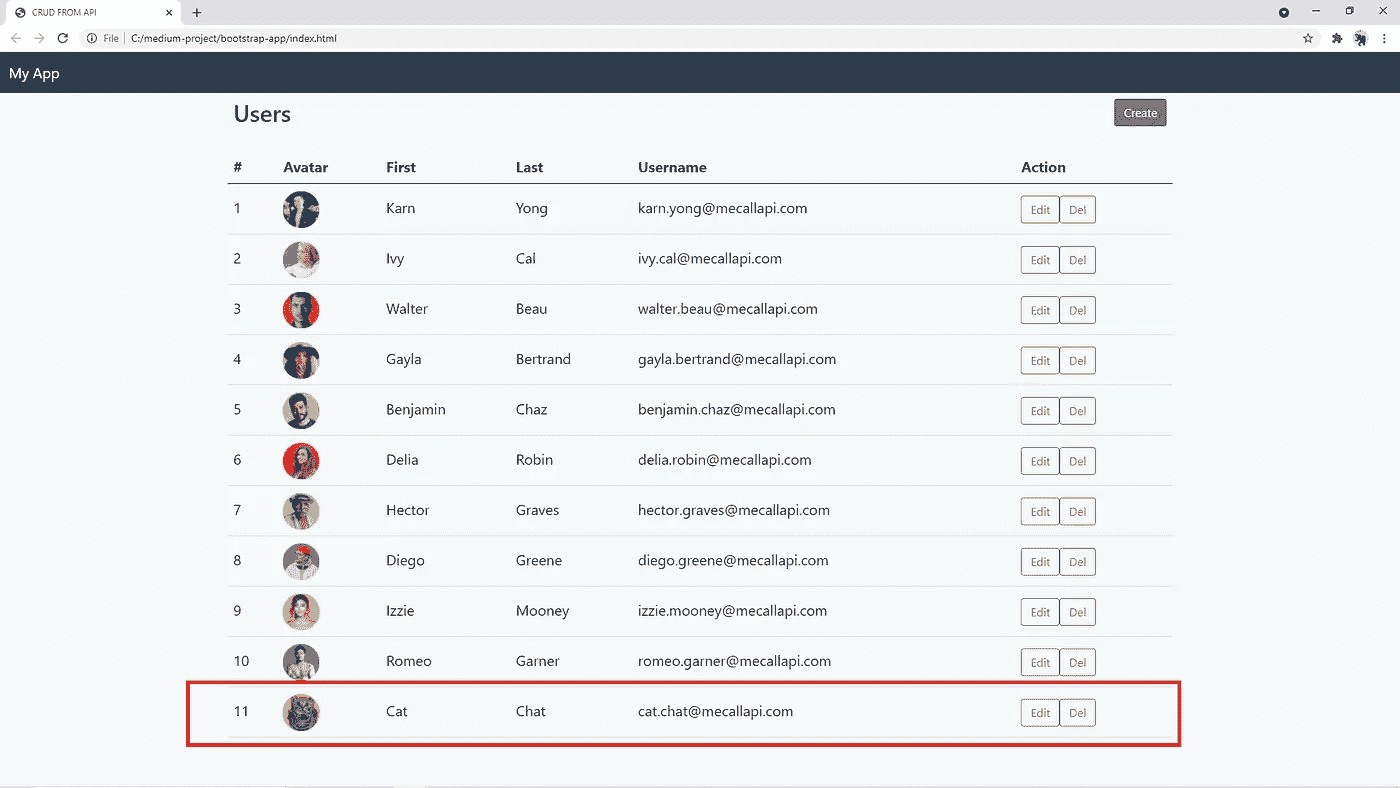 CRUD FROM API
File C:/medium-project/bootstrap-app/index.html
My App
Users Create
# Avatar First Last Username Action
1 Karn Yong karn.yong@mecallapi.com Edit Del
2 Ivy Cal ivy.cal@mecallapi.com Edit Del
3 Walter Beau walter.beau@mecallapi.com Edit Del
4 Gayla Bertrand gayla.bertrand@mecallapi.com Edit Del
5 Benjamin Chaz benjamin.chaz@mecallapi.com Edit Del
6 Delia Robin delia.robin@mecallapi.com Edit Del
7 Hector Graves hector.graves@mecallapi.com Edit Del
8 Diego Greene diego.greene@mecallapi.com Edit Del
9 Izzie Mooney izzie.mooney@mecallapi.com Edit Del
10 Romeo Garner romeo.garner@mecallapi.com Edit Del
11 Cat Chat cat.chat@mecallapi.com Edit Del